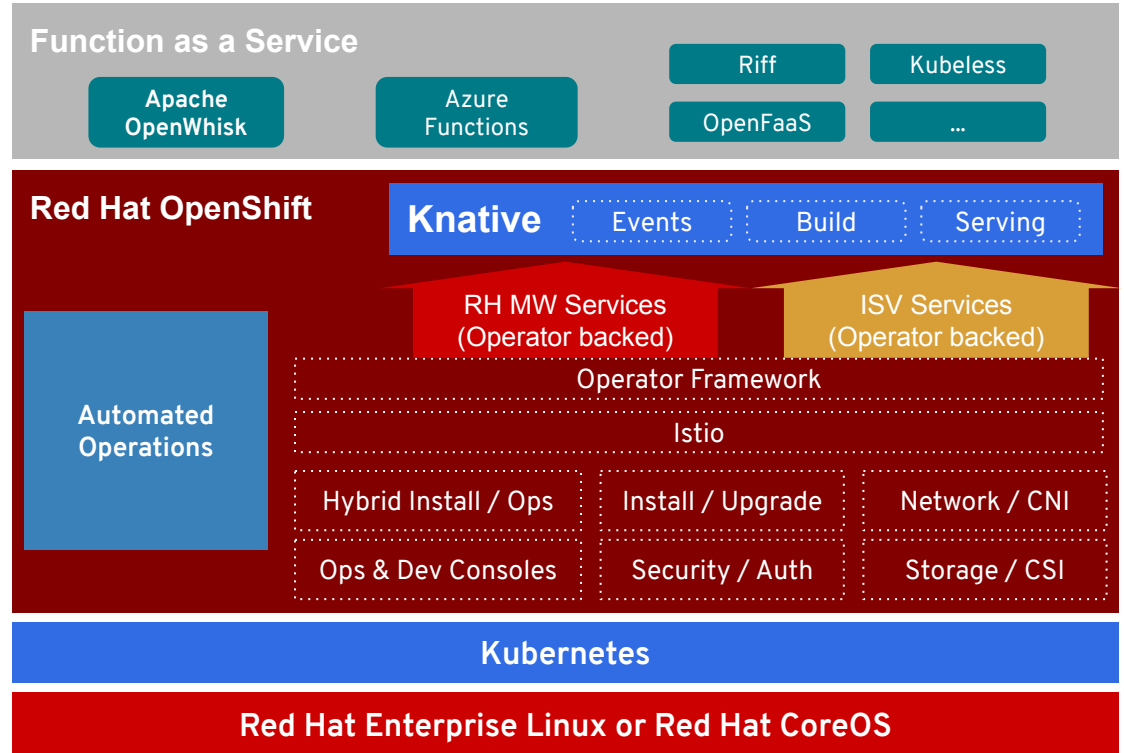 Function as a Service
Apache
OpenWhisk
Azure
Functions
Riff
Kubeless
OpenFaaS
...
Red Hat OpenShift
Knative
Events
Build
Serving
RH MW Services
(Operator backed)
ISV Services
(Operator backed)
Operator Framework
Istio
Automated
Operations
Hybrid Install / Ops
Install / Upgrade
Network / CNI
Ops & Dev Consoles
Security / Auth
Storage / CSI
Kubernetes
Red Hat Enterprise Linux or Red Hat CoreOS